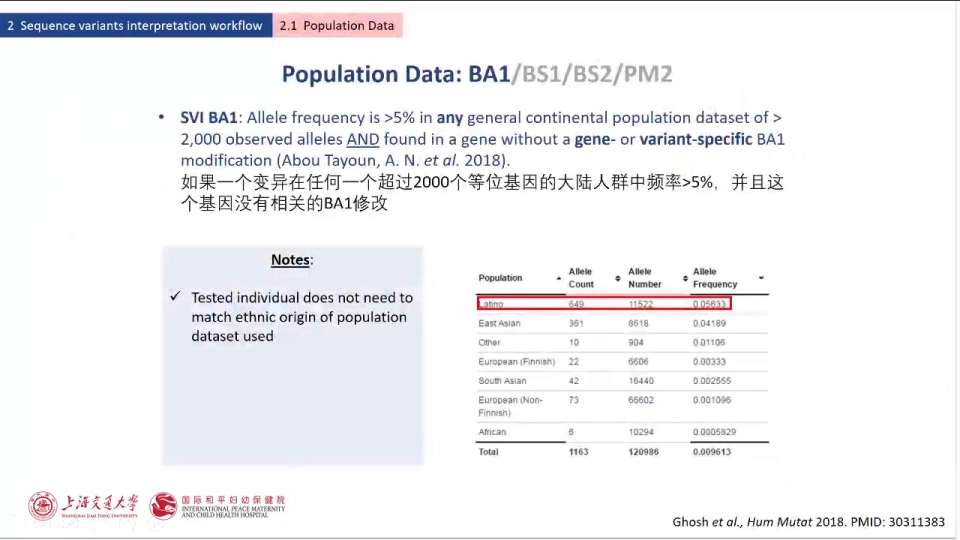 2 Sequence variants interpretation workflow
2.1 Population Data
Population Data: BA1/BS1/BS2/PM2
• SVI BA1: Allele frequency is >5% in any general continental population dataset of >
2,000 observed alleles AND found in a gene without a gene- or variant-specific BA1
modification (Abou Tayoun, A. N. et al. 2018).
如果一个变异在任何一个超过2000个等位基因的大陆人群中频率>5%，并且这
个基因没有相关的BA1修改
Notes:
✓ Tested individual does not need to
match ethnic origin of population
dataset used
Population Allele Count Allele Number Allele Frequency
Latino 649 11522 0.05633
East Asian 361 8618 0.04189
Other 10 904 0.01106
European (Finnish) 22 6606 0.00333
South Asian 42 16440 0.002555
European (Non-Finnish) 73 66602 0.001096
African 6 10294 0.0005829
Total 1163 120986 0.009613
上海交通大学
SHANGHAI JIAO TONG UNIVERSITY
国际和平妇幼保健院
INTERNATIONAL PEACE MATERNITY
AND CHILD HEALTH HOSPITAL
Ghosh et al., Hum Mutat 2018. PMID: 30311383